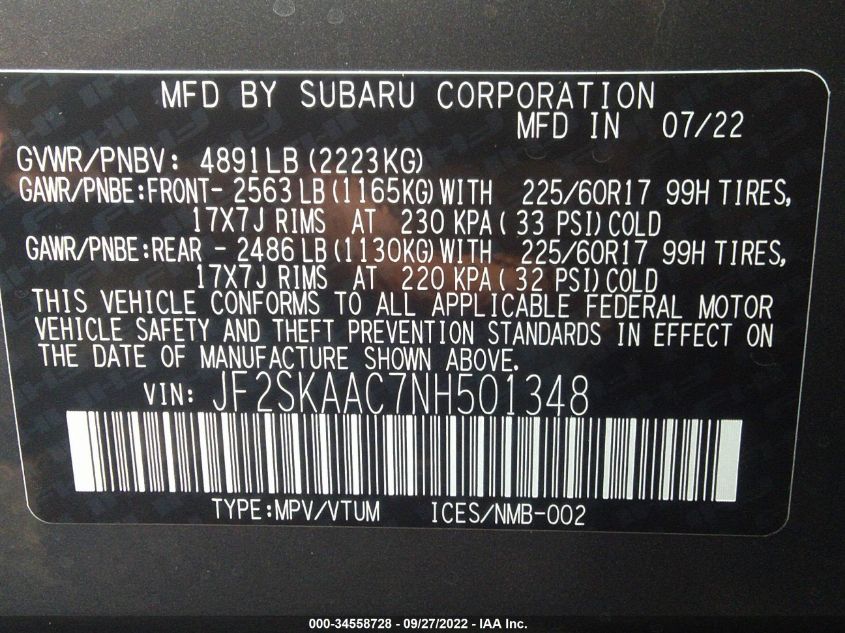 MFD BY SUBARU CORPORATION
MFD IN 07/22
GVWR/PNBV: 4891LB(2223KG)
GAWR/PNBE:FRONT- 2563LB(1165KG)WITH 225/60R17 99H TIRES,
17X7J RIMS AT 230 KPA( 33 PSI)COLD
GAWR/PNBE:REAR - 2486LB(1130KG)WITH 225/60R17 99H TIRES,
17X7J RIMS AT 220 KPA( 32 PSI)COLD
THIS VEHICLE CONFORMS TO ALL APPLICABLE FEDERAL MOTOR
VEHICLE SAFETY AND THEFT PREVENTION STANDARDS IN EFFECT ON
THE DATE OF MANUFACTURE SHOWN ABOVE.
VIN: JF2SKAAC7NH501348
TYPE:MPV/VTUM ICES/NMB-002
000-34558728 - 09/27/2022 - IAA Inc.